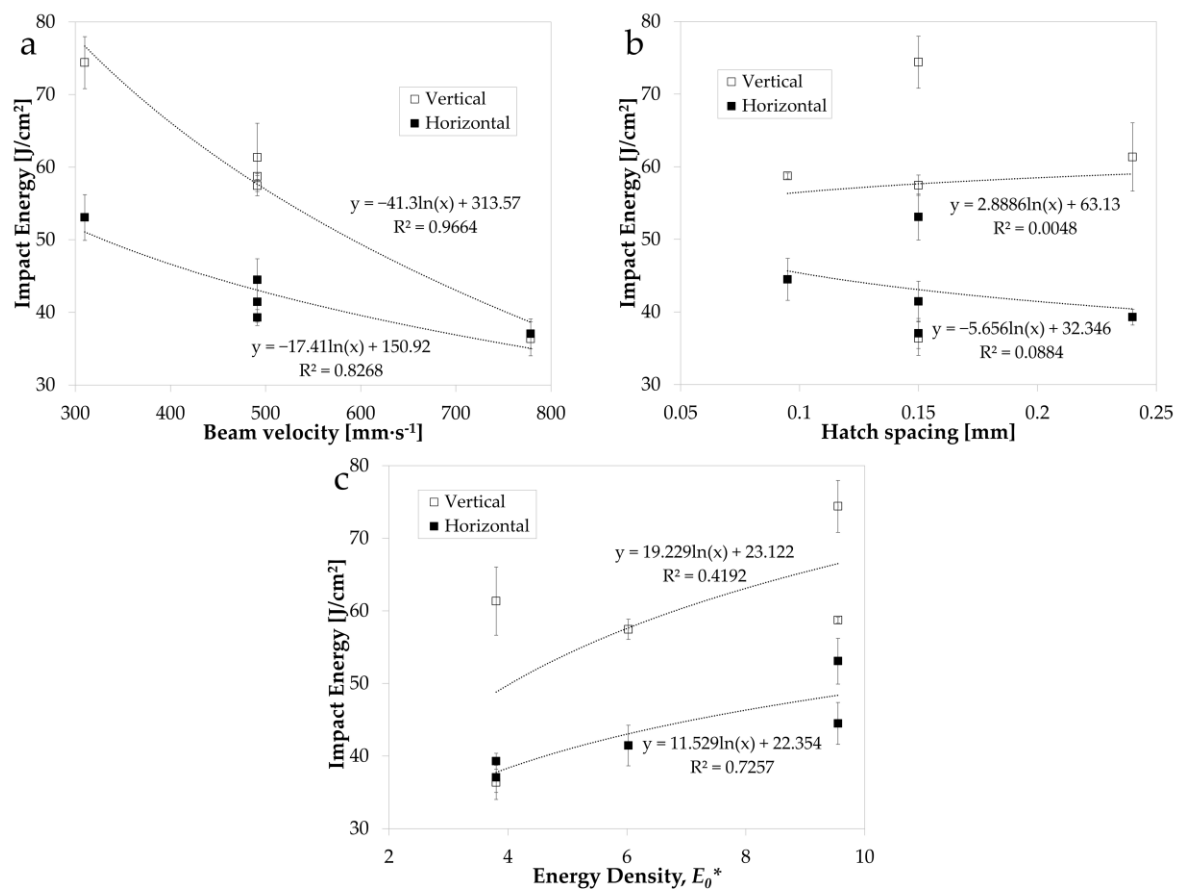 a
80
70
60
50
40
30
300 400 500 600 700 800
Impact Energy [J/cm²]
Beam velocity [mm·s⁻¹]
Vertical
Horizontal
y = −41.3ln(x) + 313.57
R² = 0.9664
y = −17.41ln(x) + 150.92
R² = 0.8268
b
80
70
60
50
40
30
0.05 0.1 0.15 0.2 0.25
Impact Energy [J/cm²]
Hatch spacing [mm]
Vertical
Horizontal
y = 2.8886ln(x) + 63.13
R² = 0.0048
y = −5.656ln(x) + 32.346
R² = 0.0884
c
80
70
60
50
40
30
2 4 6 8 10
Impact Energy [J/cm²]
Energy Density, E₀*
Vertical
Horizontal
y = 19.229ln(x) + 23.122
R² = 0.4192
y = 11.529ln(x) + 22.354
R² = 0.7257